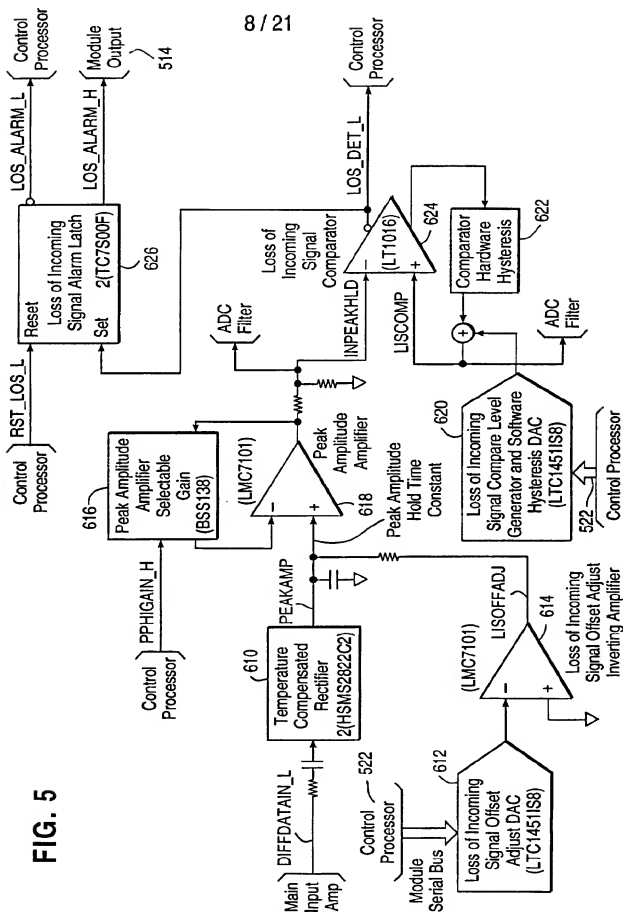 8 / 21
FIG. 5
Control
Processor
RST_LOS_L
Reset
Loss of Incoming
Signal Alarm Latch
2(TC7S00F)
Set
626
LOS_ALARM_L
Control
Processor
LOS_ALARM_H
Module
Output
514
Control
Processor
PPHIGAIN_H
616
Peak Amplitude
Amplifier
Selectable
Gain
(BSS138)
(LMC7101)
-
+
618
Peak
Amplitude
Amplifier
ADC
Filter
INPEAKHLD
Loss of
Incoming
Signal
Comparator
(LT1016)
-
+
624
LOS_DET_L
Control
Processor
LISCOMP
Comparator
Hardware
Hysteresis
622
+
ADC
Filter
620
Loss of Incoming
Signal Compare Level
Generator and Software
Hysteresis DAC
(LTC1451IS8)
522
Control Processor
Main
Input
Amp
DIFFDATAIN_L
610
Temperature
Compensated
Rectifier
2(HSMS2822C2)
PEAKAMP
Peak Amplitude
Hold Time
Constant
522
Control
Processor
Module
Serial Bus
612
Loss of Incoming
Signal Offset
Adjust DAC
(LTC1451IS8)
(LMC7101)
-
+
LISOFFADJ
614
Loss of Incoming
Signal Offset Adjust
Inverting Amplifier